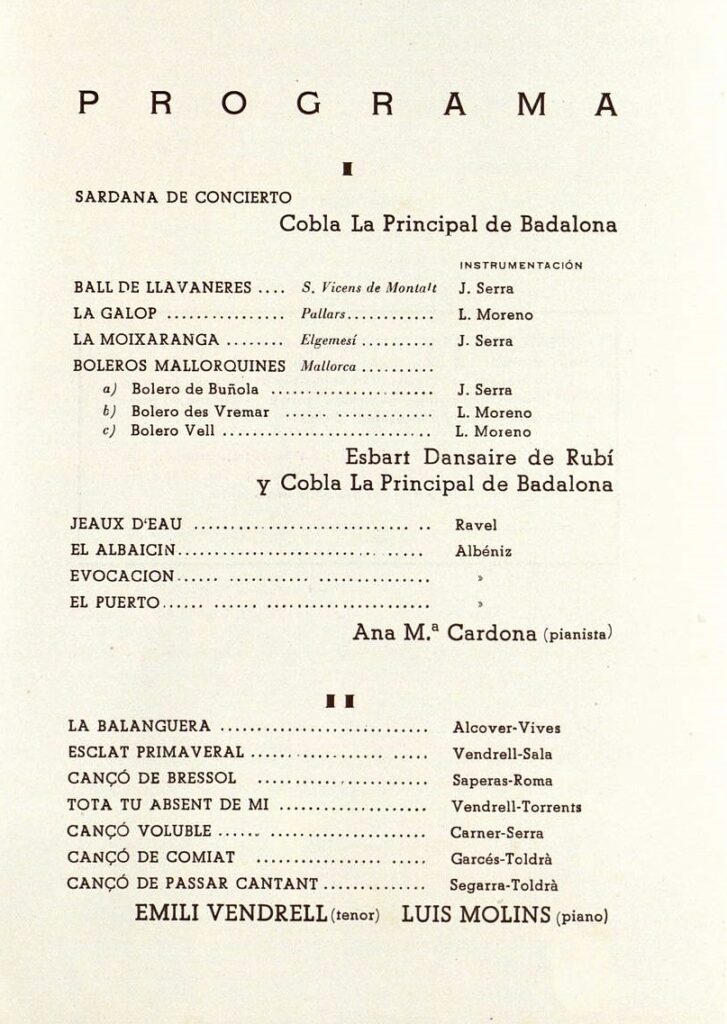 PROGRAMA
I
SARDANA DE CONCIERTO
Cobla La Principal de Badalona
INSTRUMENTACIÓN
BALL DE LLAVANERES .... S. Vicens de Montalt J. Serra
LA GALOP ................ Pallars ........... L. Moreno
LA MOIXARANGA ........ Elgemesí .......... J. Serra
BOLEROS MALLORQUINES Mallorca ..........
a) Bolero de Buñola ...................... J. Serra
b) Bolero des Vremar ...... ............. L. Moreno
c) Bolero Vell ............................ L. Moreno
Esbart Dansaire de Rubí
y Cobla La Principal de Badalona
JEAUX D'EAU ............................ .. Ravel
EL ALBAICIN ........................ ..... Albéniz
EVOCACION ...... ........... ............... »
EL PUERTO ...... ...... ....................... »
Ana M.ª Cardona (pianista)
II
LA BALANGUERA ............................ Alcover-Vives
ESCLAT PRIMAVERAL .................. ..... Vendrell-Sala
CANÇÓ DE BRESSOL ....................... Saperas-Roma
TOTA TU ABSENT DE MI .................... Vendrell-Torrents
CANÇÓ VOLUBLE ...... ...................... Carner-Serra
CANÇÓ DE COMIAT ................. ..... Garcés-Toldrà
CANÇÓ DE PASSAR CANTANT .............. Segarra-Toldrà
EMILI VENDRELL (tenor) LUIS MOLINS (piano)